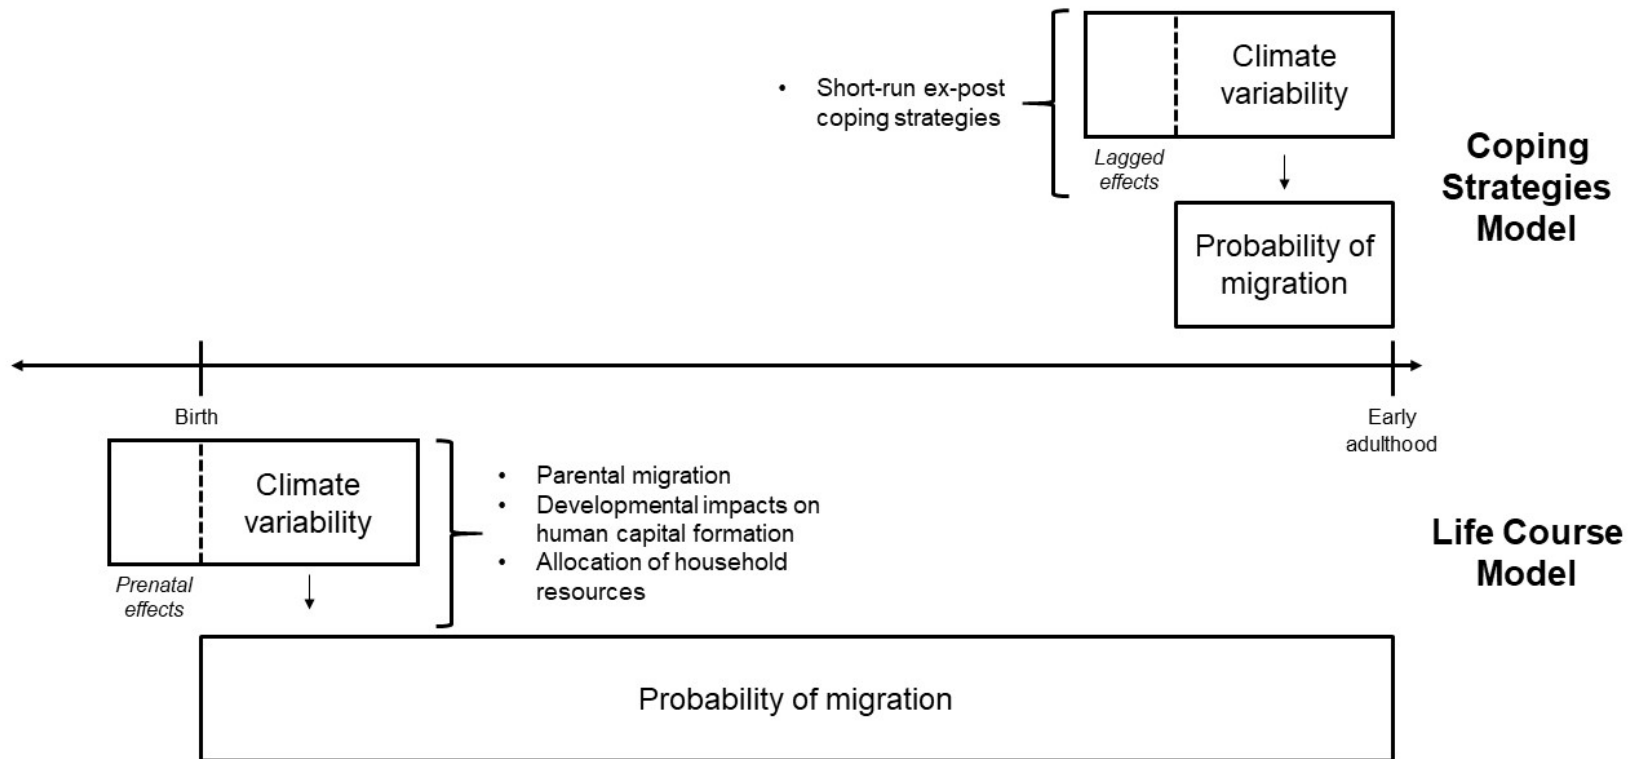 • Short-run ex-post
coping strategies
Climate
variability
Lagged
effects
Probability of
migration
Coping
Strategies
Model
Birth
Early
adulthood
Climate
variability
Prenatal
effects
• Parental migration
• Developmental impacts on
human capital formation
• Allocation of household
resources
Life Course
Model
Probability of migration